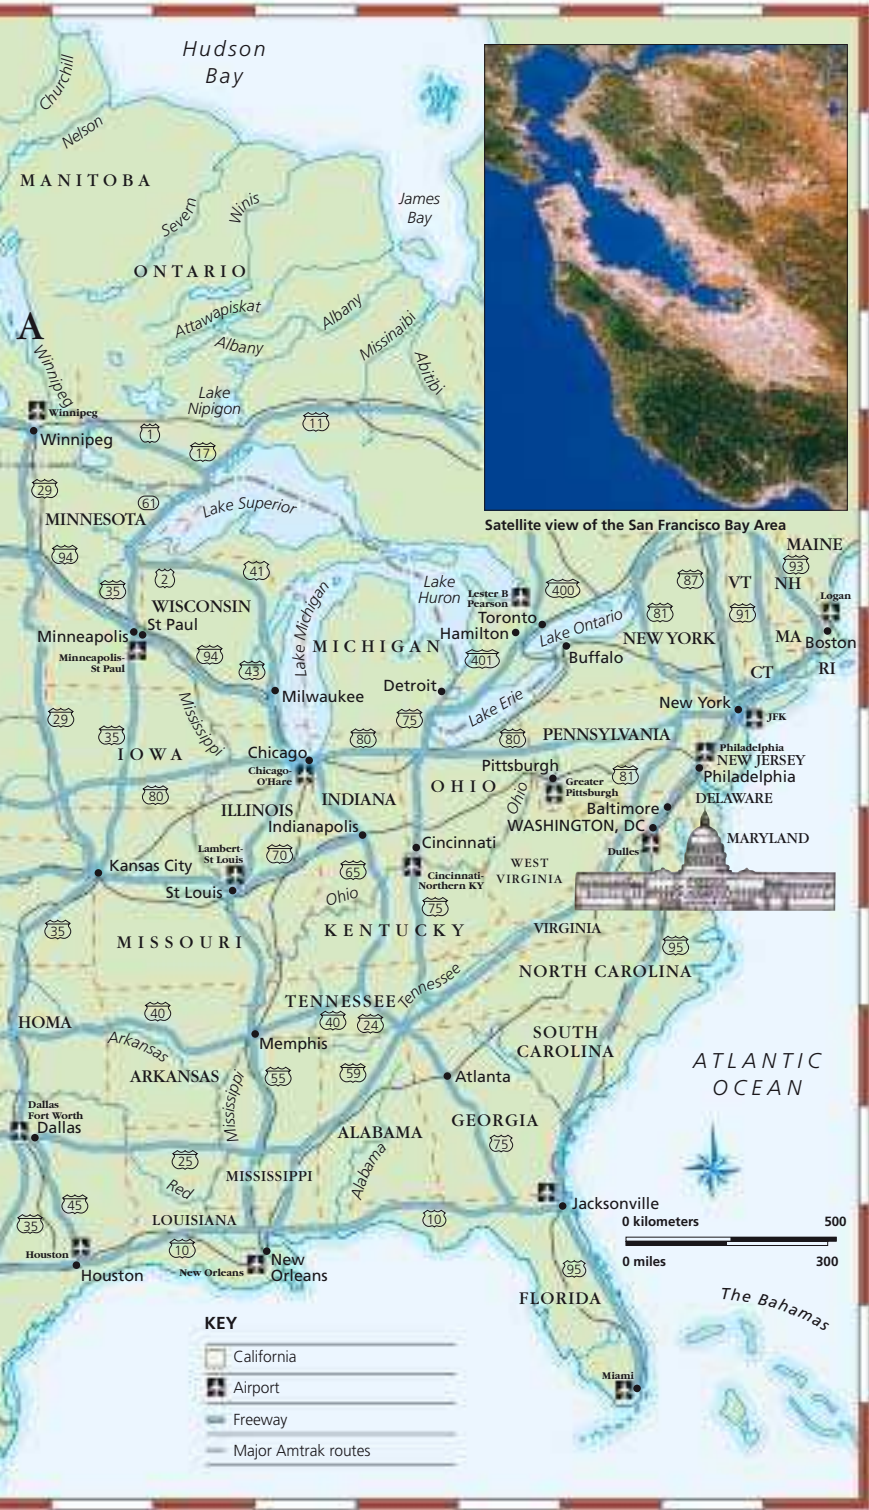 Hudson
Bay
Churchill
Nelson
MANITOBA
Severn
Winis
James
Bay
ONTARIO
Attawapiskat
Albany
Albany
Missinaibi
Abitibi
A
Winnipeg
Lake
Nipigon
Winnipeg
Winnipeg
1
11
17
Satellite view of the San Francisco Bay Area
29
61
Lake Superior
MINNESOTA
94
35
2
41
WISCONSIN
St Paul
Minneapolis
Minneapolis-
St Paul
94
43
Lake Michigan
MICHIGAN
Lake
Huron
Lester B
Pearson
400
Toronto
Hamilton
Lake Ontario
401
Buffalo
MAINE
93
87
VT
NH
Logan
81
91
NEW YORK
MA
Boston
CT
RI
Milwaukee
Detroit
Lake Erie
75
New York
JFK
29
35
Mississippi
IOWA
Chicago
Chicago-
O'Hare
80
80
PENNSYLVANIA
Pittsburgh
Greater
Pittsburgh
81
Philadelphia
NEW JERSEY
Philadelphia
80
OHIO
Ohio
Baltimore
DELAWARE
ILLINOIS
INDIANA
Indianapolis
WASHINGTON, DC
MARYLAND
Dulles
Cincinnati
Cincinnati-
Northern KY
WEST
VIRGINIA
Kansas City
Lambert-
St Louis
70
St Louis
65
Ohio
75
35
MISSOURI
KENTUCKY
VIRGINIA
95
NORTH CAROLINA
Tennessee
TENNESSEE
40
40
24
HOMA
Arkansas
Memphis
SOUTH
CAROLINA
ATLANTIC
OCEAN
ARKANSAS
55
59
Atlanta
Mississippi
Dallas
Fort Worth
Dallas
GEORGIA
ALABAMA
75
25
MISSISSIPPI
Alabama
Red
45
35
LOUISIANA
10
10
Jacksonville
0 kilometers 500
0 miles 300
Houston
Houston
New Orleans
New
Orleans
95
FLORIDA
The Bahamas
Miami
KEY
California
Airport
Freeway
Major Amtrak routes